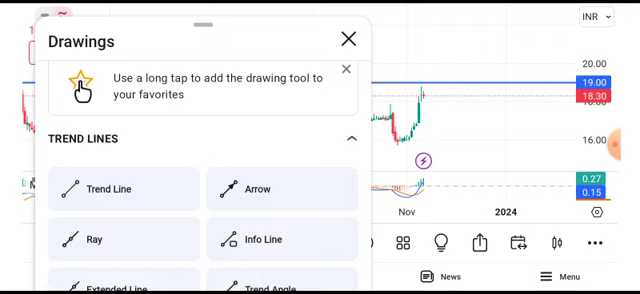 Drawings
INR
Use a long tap to add the drawing tool to
your favorites
20.00
19.00
18.30
16.00
TREND LINES
Trend Line
Arrow
0.27
0.15
Nov
2024
Ray
Info Line
Extended Line
Trend Angle
News
Menu